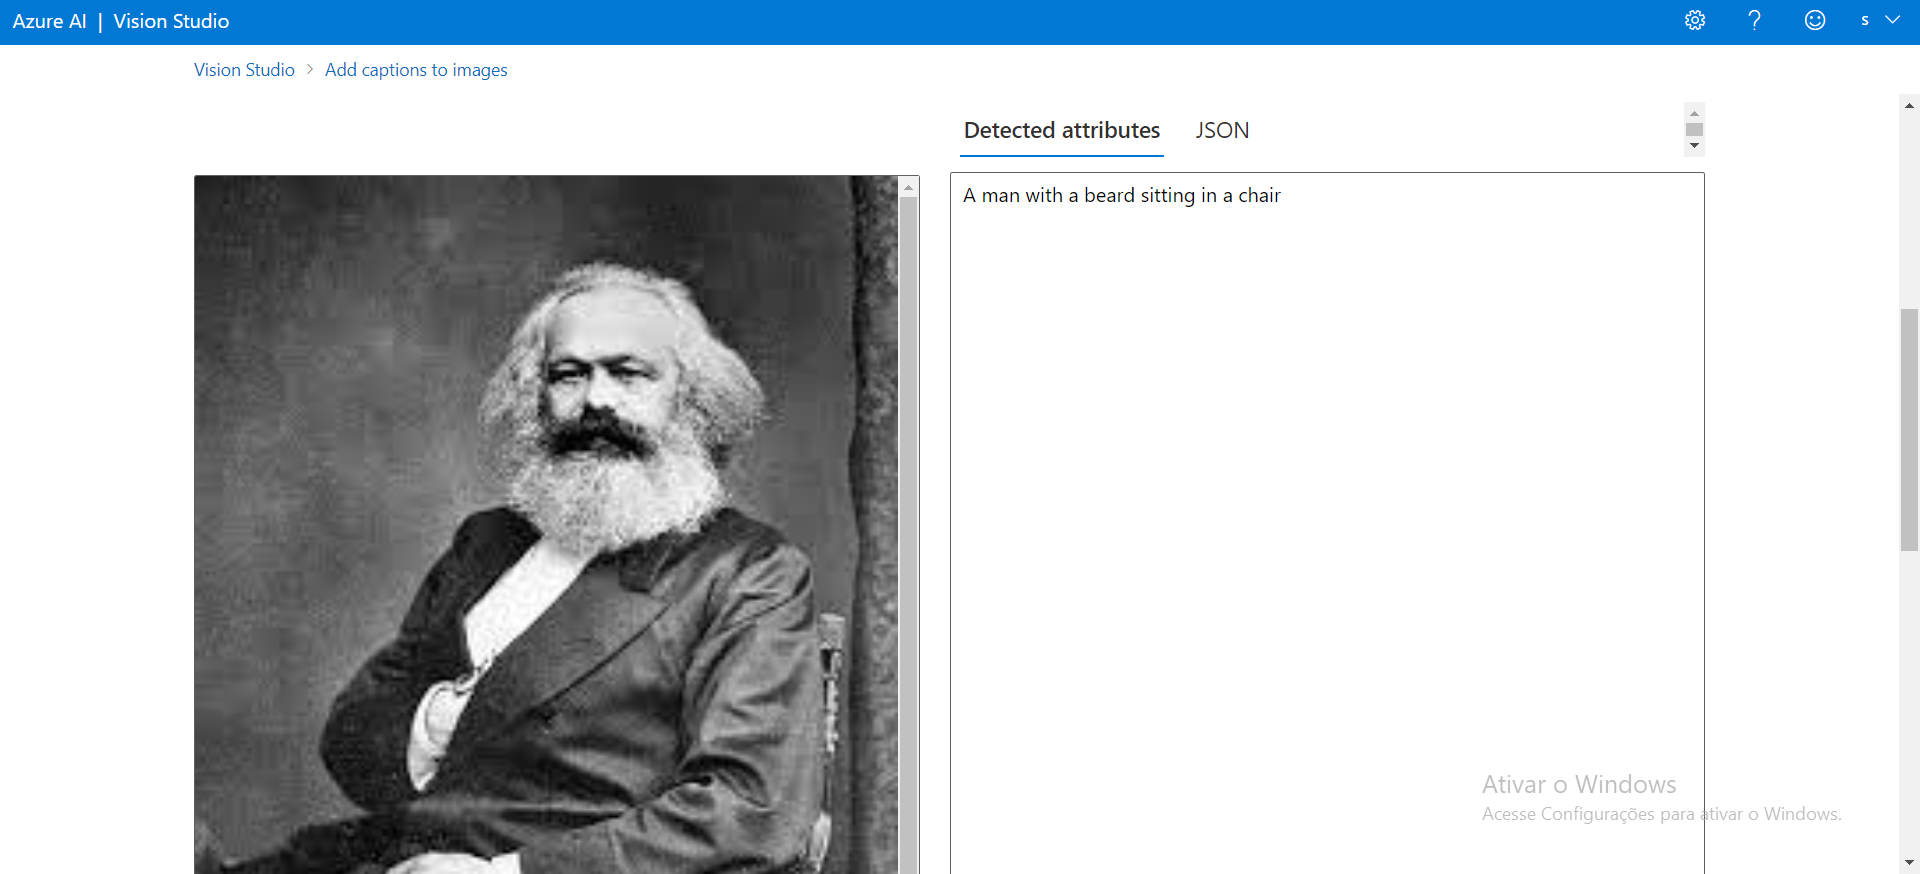 Azure AI | Vision Studio
s
Vision Studio > Add captions to images
Detected attributes JSON
A man with a beard sitting in a chair
Ativar o Windows
Acesse Configurações para ativar o Windows.